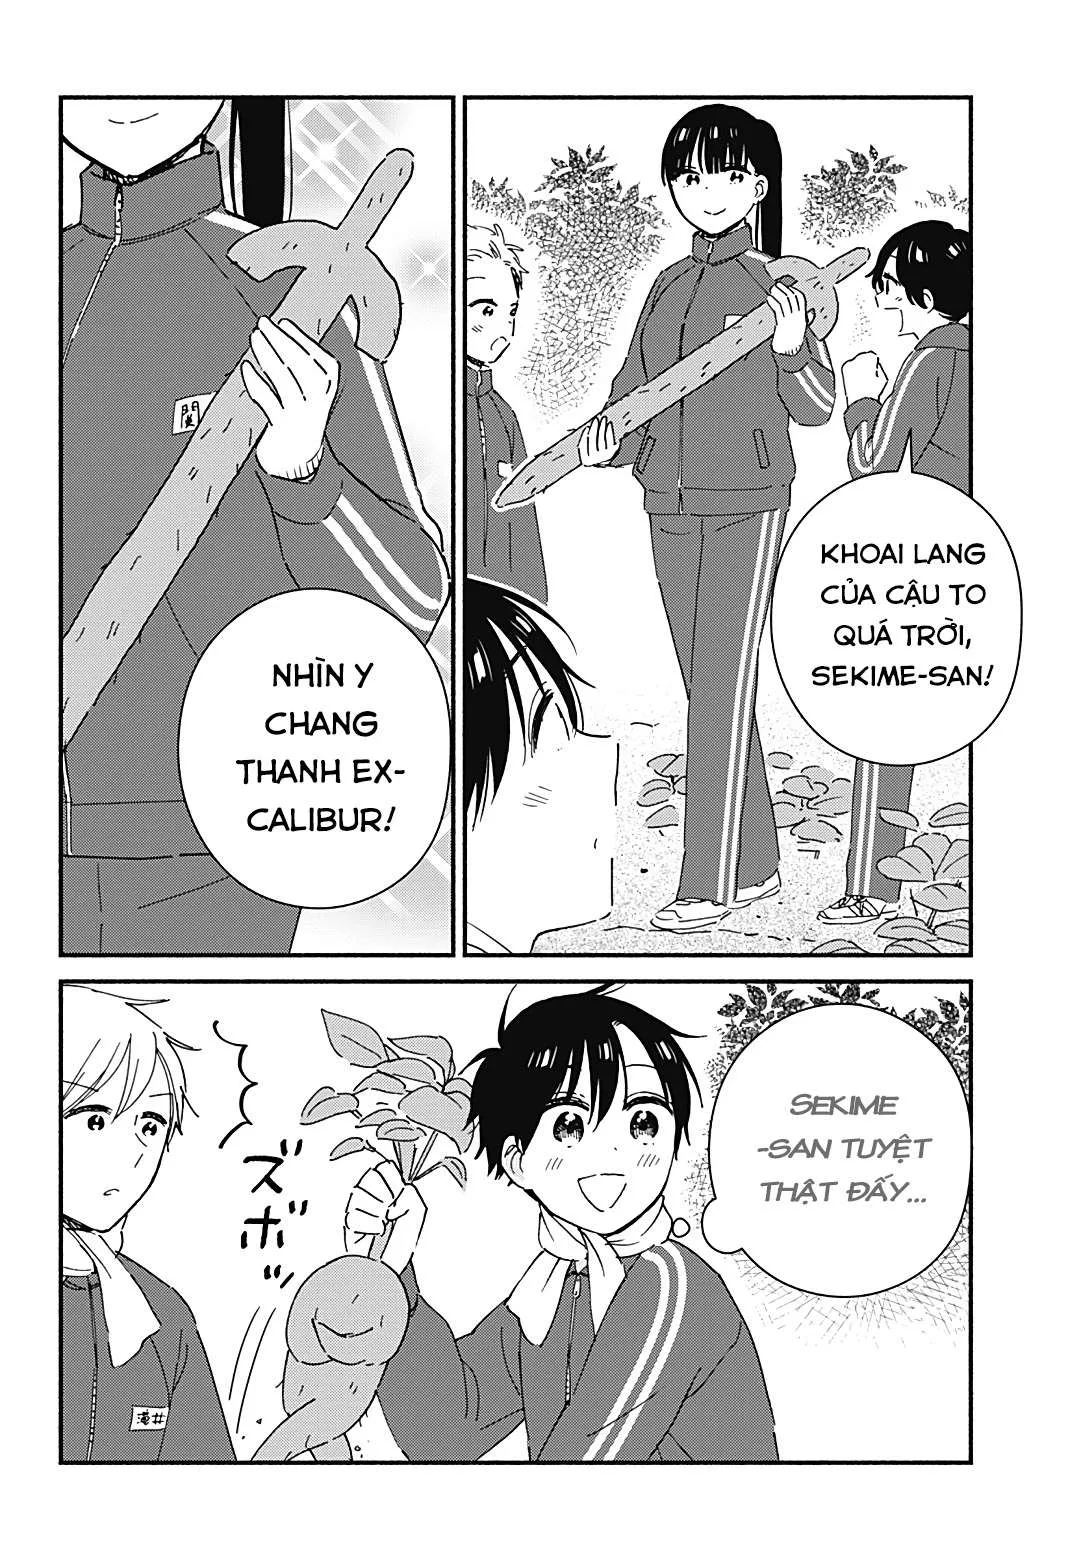 KHOAI LANG
CỦA CẬU TO
QUÁ TRỜI,
SEKIME-SAN!
NHÌN Y
CHANG
THANH EX-
CALIBUR!
SEKIME
-SAN TUYỆT
THẬT ĐẤY...
ズボッ
滝井